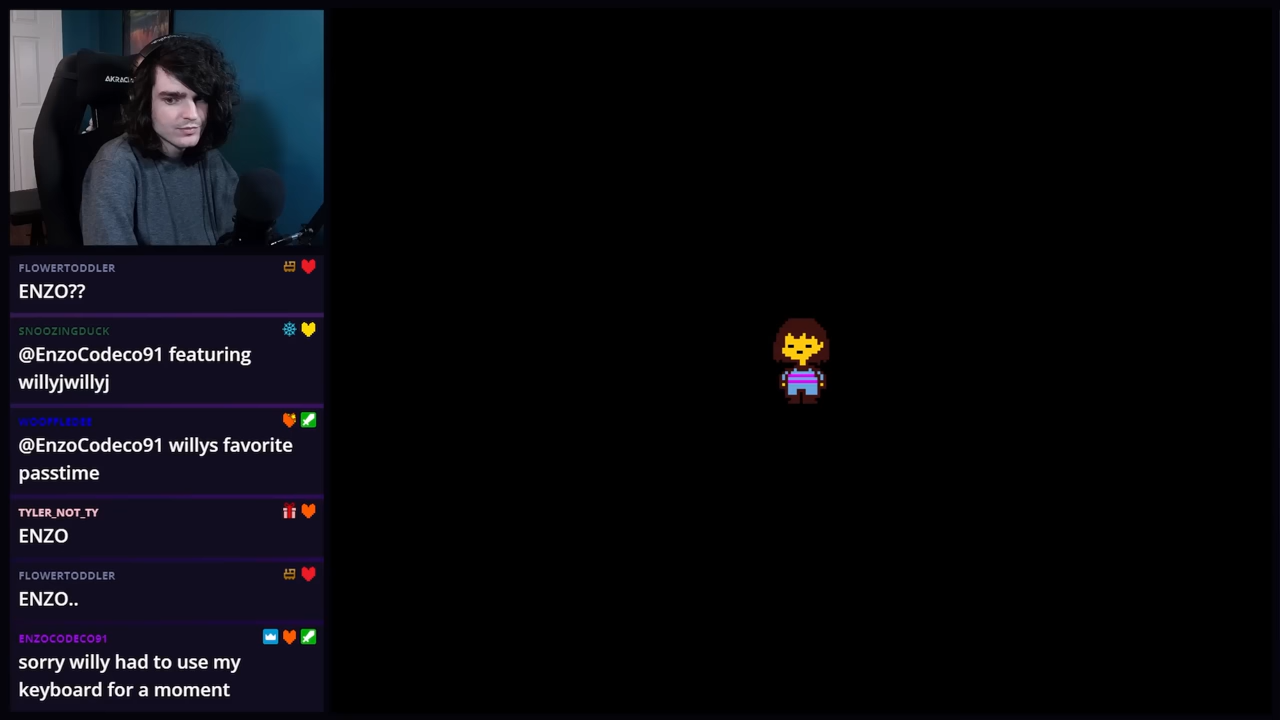 AKRACI
FLOWERTODDLER
ENZO??
SNOOZINGDUCK
@EnzoCodeco91 featuring
willyjwillyj
@EnzoCodeco91 willys favorite
passtime
TYLER_NOT_TY
ENZO
FLOWERTODDLER
ENZO..
ENZOCODECO91
sorry willy had to use my
keyboard for a moment